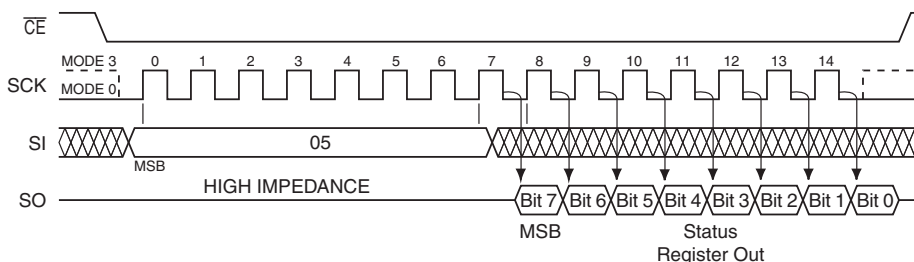 CE
MODE 3 0 1 2 3 4 5 6 7 8 9 10 11 12 13 14
SCK
MODE 0
SI 05
MSB
HIGH IMPEDANCE
SO Bit 7 Bit 6 Bit 5 Bit 4 Bit 3 Bit 2 Bit 1 Bit 0
MSB Status
Register Out